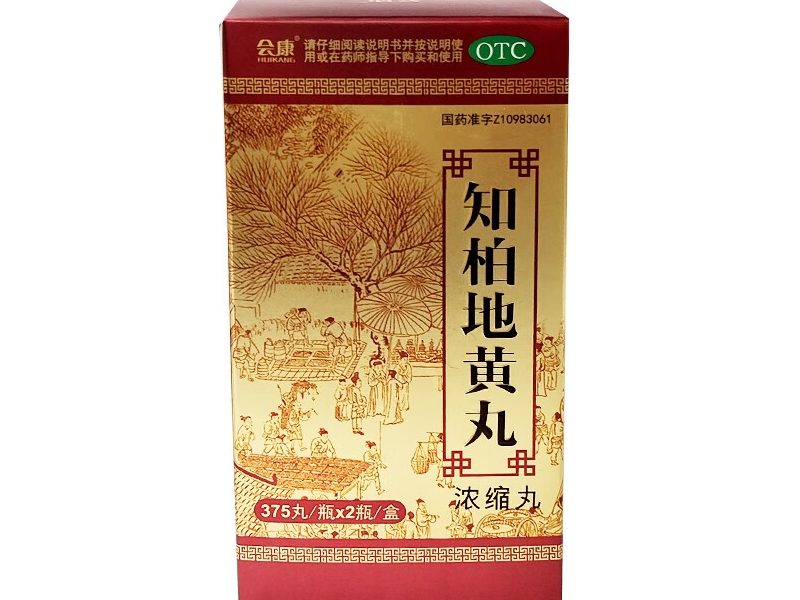 会康®
HUIKANG
请仔细阅读说明书并按说明使
用或在药师指导下购买和使用
OTC
国药准字Z10983061
知柏地黄丸
浓缩丸
375丸/瓶x2瓶/盒